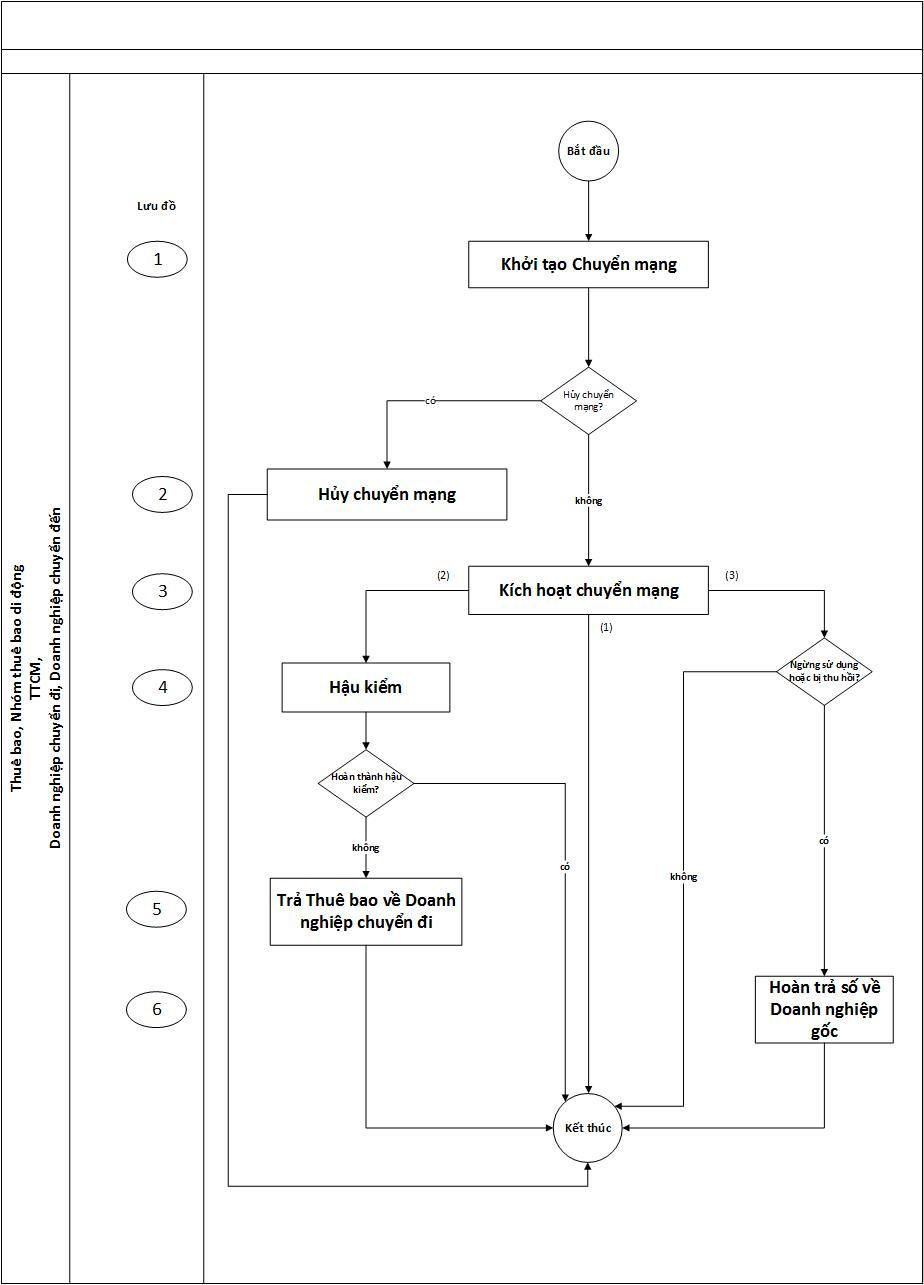 Bắt đầu
Lưu đồ
1
Khởi tạo Chuyển mạng
Hủy chuyển
mạng?
có
2
Hủy chuyển mạng
không
3
(2)
Kích hoạt chuyển mạng
(3)
(1)
4
Hậu kiểm
Ngừng sử dụng
hoặc bị thu hồi?
Thuê bao, Nhóm thuê bao di động
TTCM,
Doanh nghiệp chuyển đi, Doanh nghiệp chuyển đến
Hoàn thành hậu
kiểm?
không
có
có
không
5
Trả Thuê bao về Doanh
nghiệp chuyển đi
6
Hoàn trả số về
Doanh nghiệp
gốc
Kết thúc